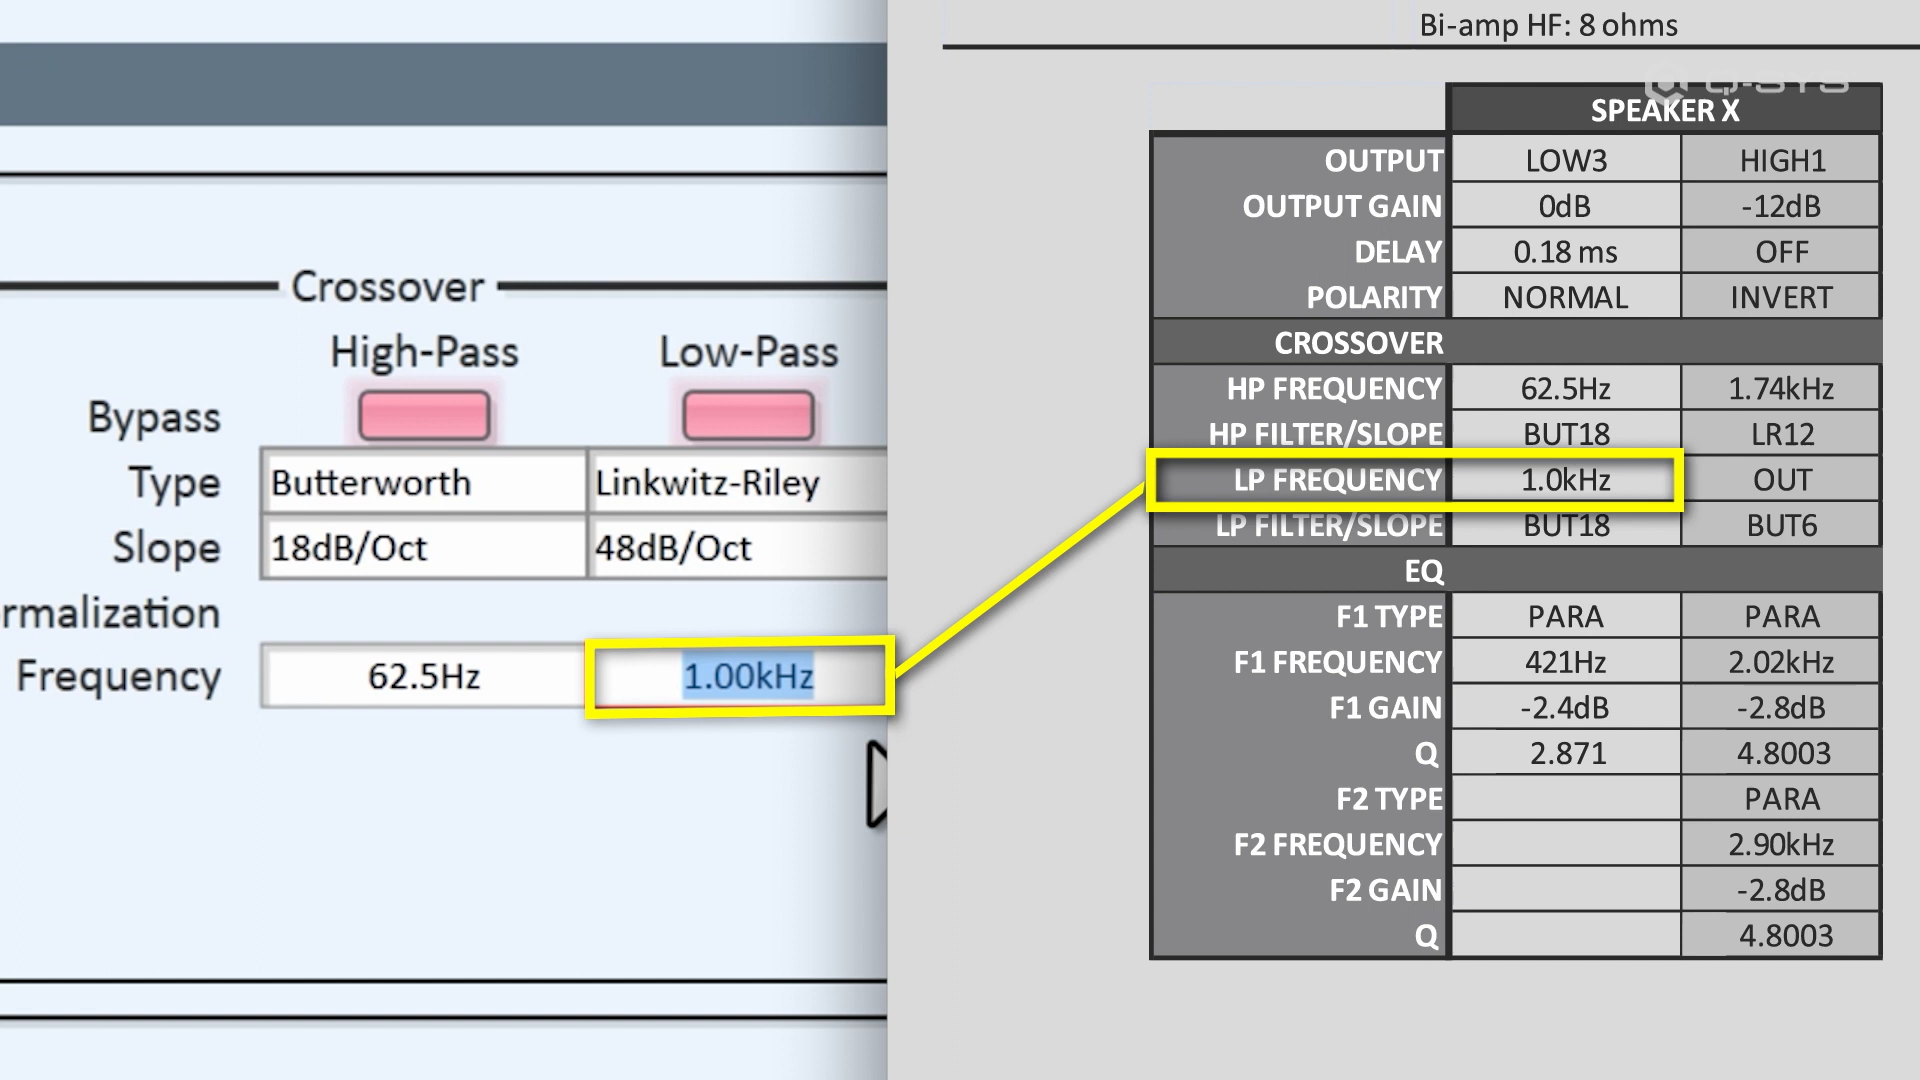 Crossover
High-Pass Low-Pass
Bypass
Type Butterworth Linkwitz-Riley
Slope 18dB/Oct 48dB/Oct
rmalization
Frequency 62.5Hz 1.00kHz
Bi-amp HF: 8 ohms
Q-SYS
SPEAKER X
OUTPUT LOW3 HIGH1
OUTPUT GAIN 0dB -12dB
DELAY 0.18 ms OFF
POLARITY NORMAL INVERT
CROSSOVER
HP FREQUENCY 62.5Hz 1.74kHz
HP FILTER/SLOPE BUT18 LR12
LP FREQUENCY 1.0kHz OUT
LP FILTER/SLOPE BUT18 BUT6
EQ
F1 TYPE PARA PARA
F1 FREQUENCY 421Hz 2.02kHz
F1 GAIN -2.4dB -2.8dB
Q 2.871 4.8003
F2 TYPE PARA
F2 FREQUENCY 2.90kHz
F2 GAIN -2.8dB
Q 4.8003